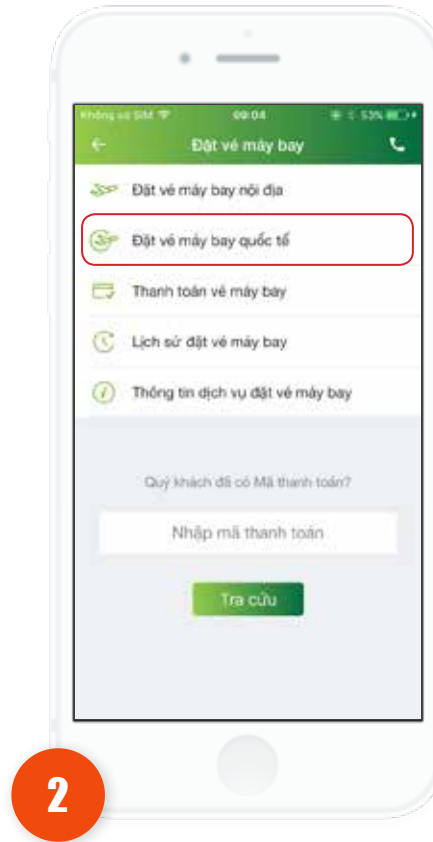 Không có SIM 09:04 53%
Đặt vé máy bay
Đặt vé máy bay nội địa
Đặt vé máy bay quốc tế
Thanh toán vé máy bay
Lịch sử đặt vé máy bay
Thông tin dịch vụ đặt vé máy bay
Quý khách đã có Mã thanh toán?
Nhập mã thanh toán
Tra cứu
2